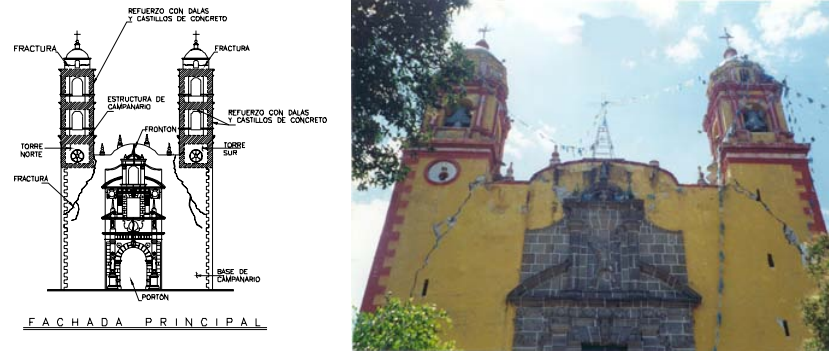 REFUERZO CON DALAS
Y CASTILLOS DE CONCRETO
FRACTURA
FRACTURA
ESTRUCTURA DE
CAMPANARIO
REFUERZO CON DALAS
Y CASTILLOS DE CONCRETO
FRONTON
TORRE
NORTE
TORRE
SUR
FRACTURA
BASE DE
CAMPANARIO
PORTÓN
FACHADA PRINCIPAL